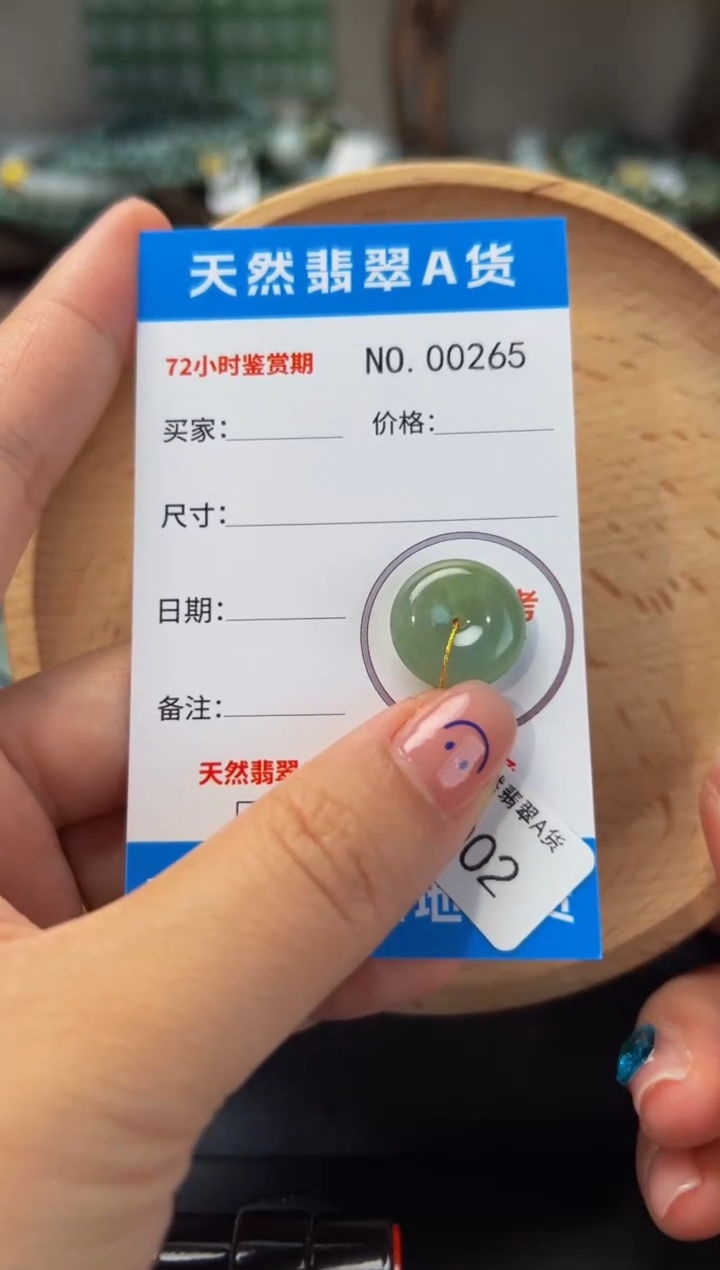 天然翡翠A货
72小时鉴赏期 NO.00265
买家： 价格：
尺寸：
日期：
备注：
天然翡翠
翡翠A货
02
地